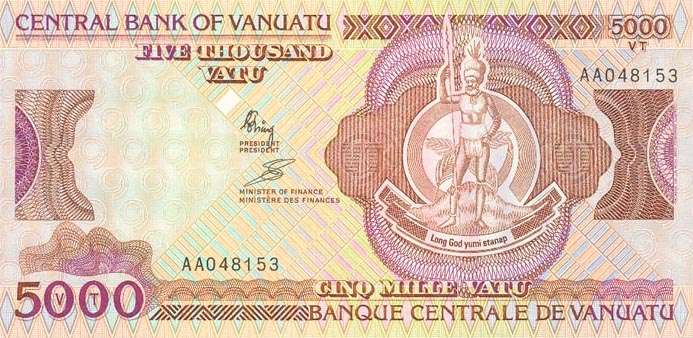 CENTRAL BANK OF VANUATU
5000
VT
FIVE THOUSAND
VATU
AA048153
PRESIDENT
PRÉSIDENT
MINISTER OF FINANCE
MINISTÈRE DES FINANCES
Long God yumi stanap
AA048153
CINQ MILLE VATU
5000
VT
BANQUE CENTRALE DE VANUATU